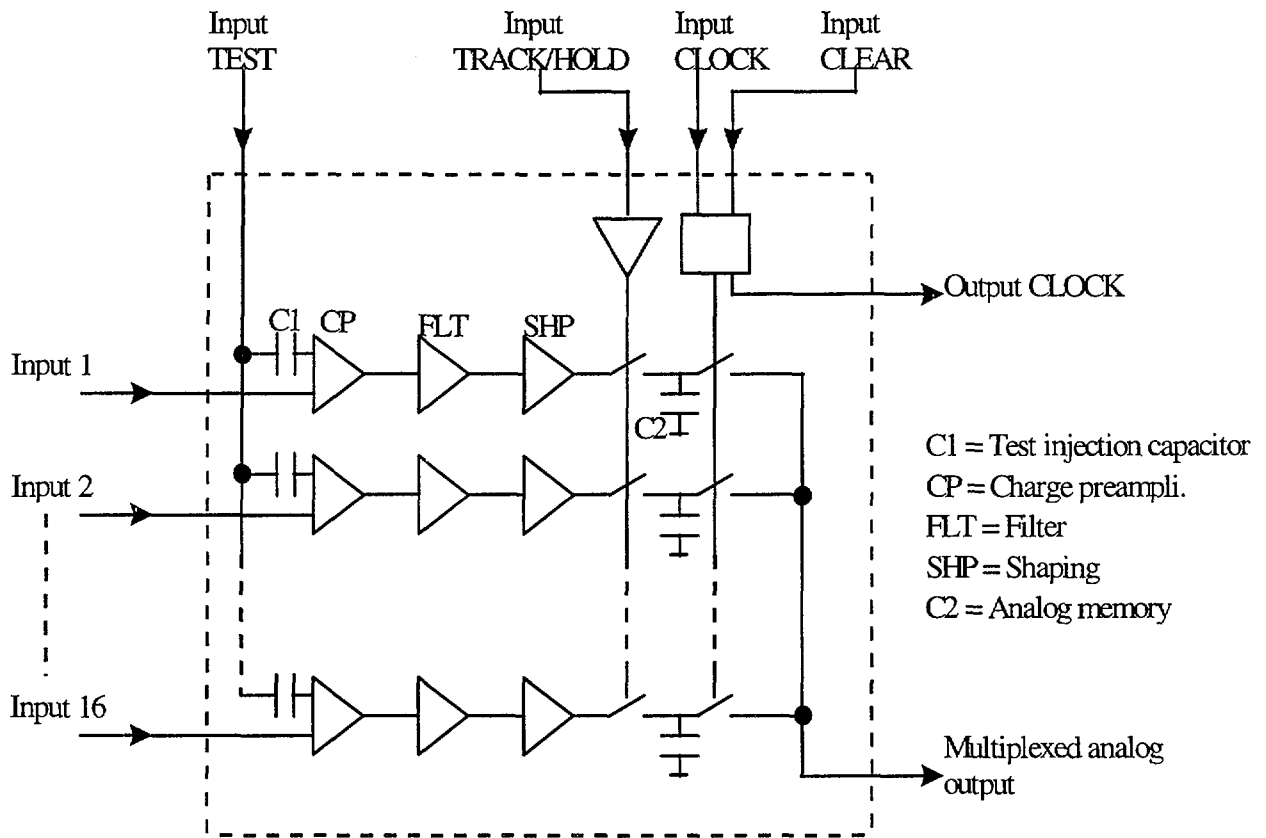 Input
TEST
Input
TRACK/HOLD
Input
CLOCK
Input
CLEAR
Output CLOCK
C1
CP
FLT
SHP
Input 1
C2
Input 2
C1 = Test injection capacitor
CP = Charge preampli.
FLT = Filter
SHP = Shaping
C2 = Analog memory
Input 16
Multiplexed analog
output